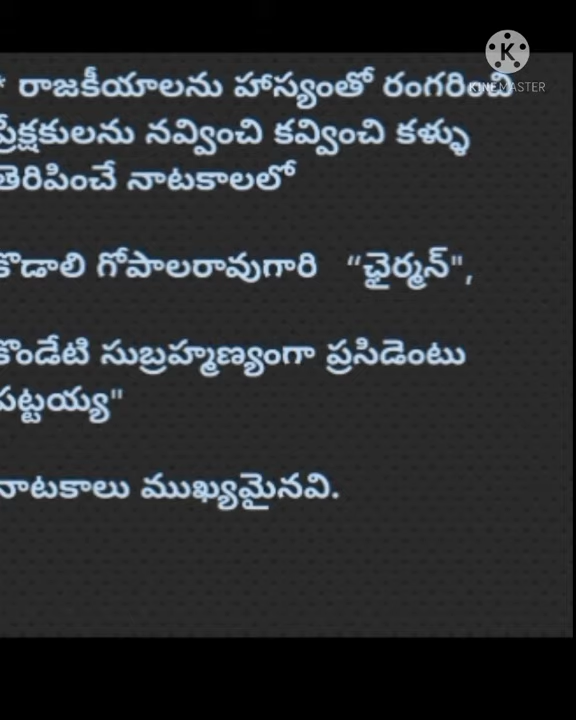 KINEMASTER
* రాజకీయాలను హాస్యంతో రంగరించి
ప్రేక్షకులను నవ్వించి కవ్వించి కళ్ళు
తెరిపించే నాటకాలలో
కొడాలి గోపాలరావుగారి “ఛైర్మన్",
కొండేటి సుబ్రహ్మణ్యంగా ప్రసిడెంటు
పట్టయ్య"
నాటకాలు ముఖ్యమైనవి.